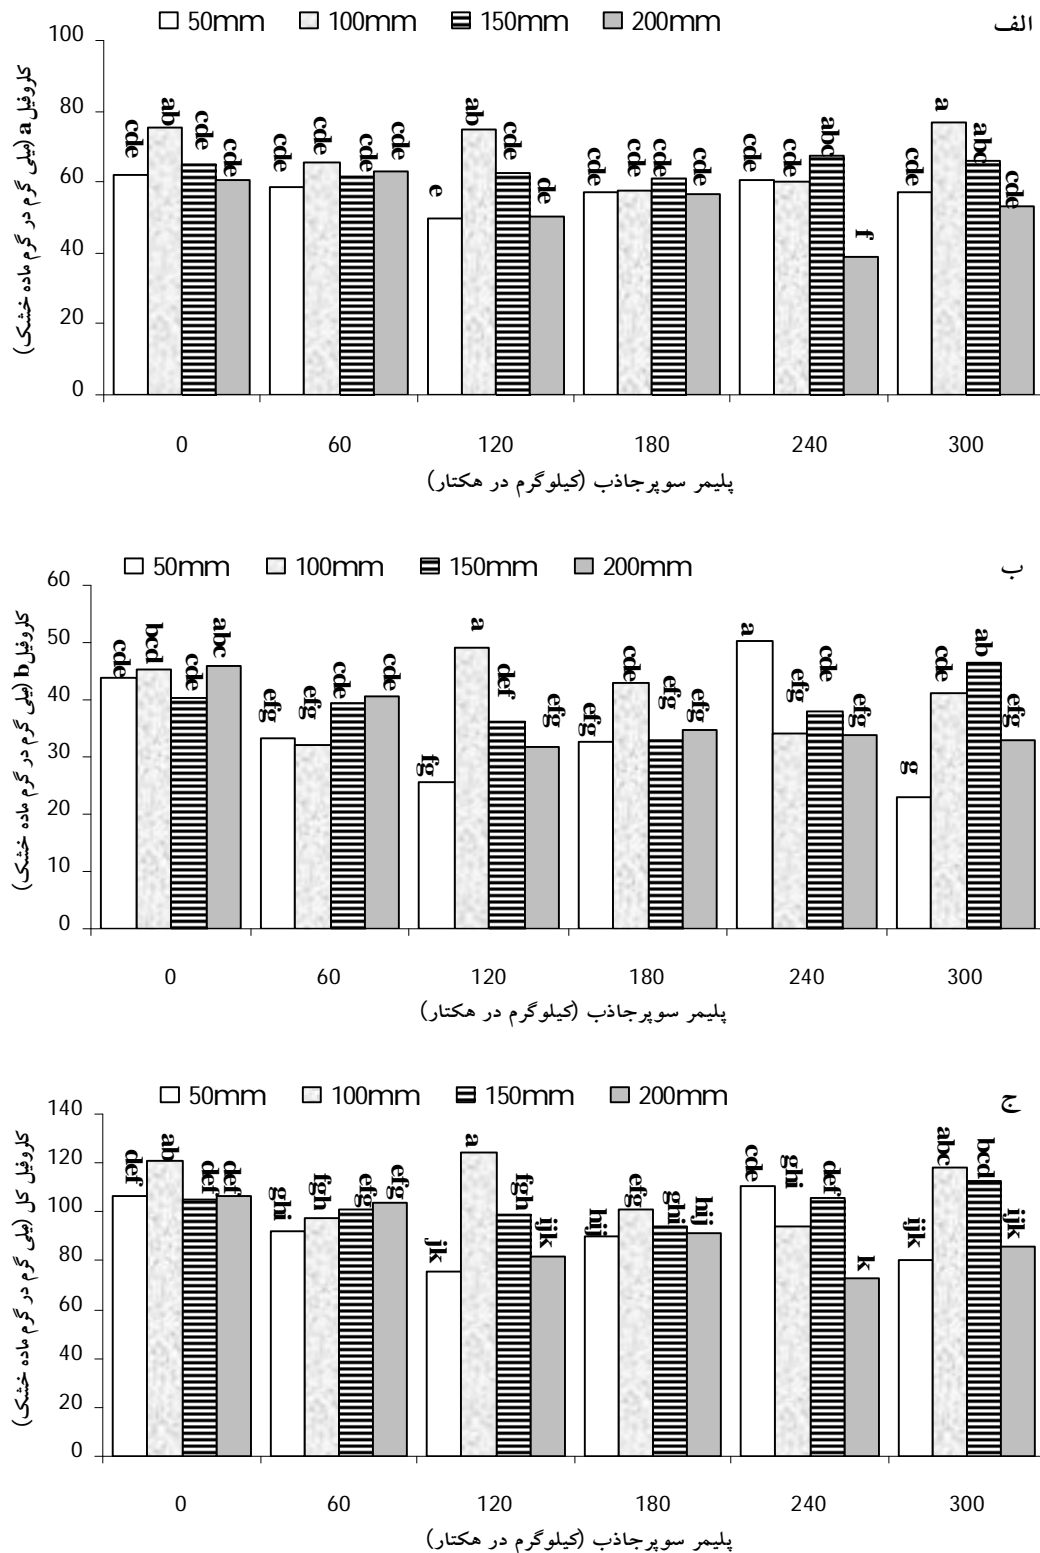 50mm 100mm 150mm 200mm
الف
کلروفیل a (میلی گرم در گرم ماده خشک)
100
80
60
40
20
0
cde ab cde cde
cde cde cde cde
e ab cde de
cde cde cde cde
cde cde abc f
cde a abc cde
0 60 120 180 240 300
پلیمر سوپرجاذب (کیلوگرم در هکتار)
50mm 100mm 150mm 200mm
ب
کلروفیل b (میلی گرم در گرم ماده خشک)
60
50
40
30
20
10
0
cde bcd cde abc
efg efg cde cde
fg a def efg
efg cde efg efg
a efg cde efg
g cde ab efg
0 60 120 180 240 300
پلیمر سوپرجاذب (کیلوگرم در هکتار)
50mm 100mm 150mm 200mm
ج
کلروفیل کل (میلی گرم در گرم ماده خشک)
140
120
100
80
60
40
20
0
def ab def def
ghi fgh efg efg
jk a fgh ijk
hij efg ghi hij
cde ghi def k
ijk abc bcd ijk
0 60 120 180 240 300
پلیمر سوپرجاذب (کیلوگرم در هکتار)